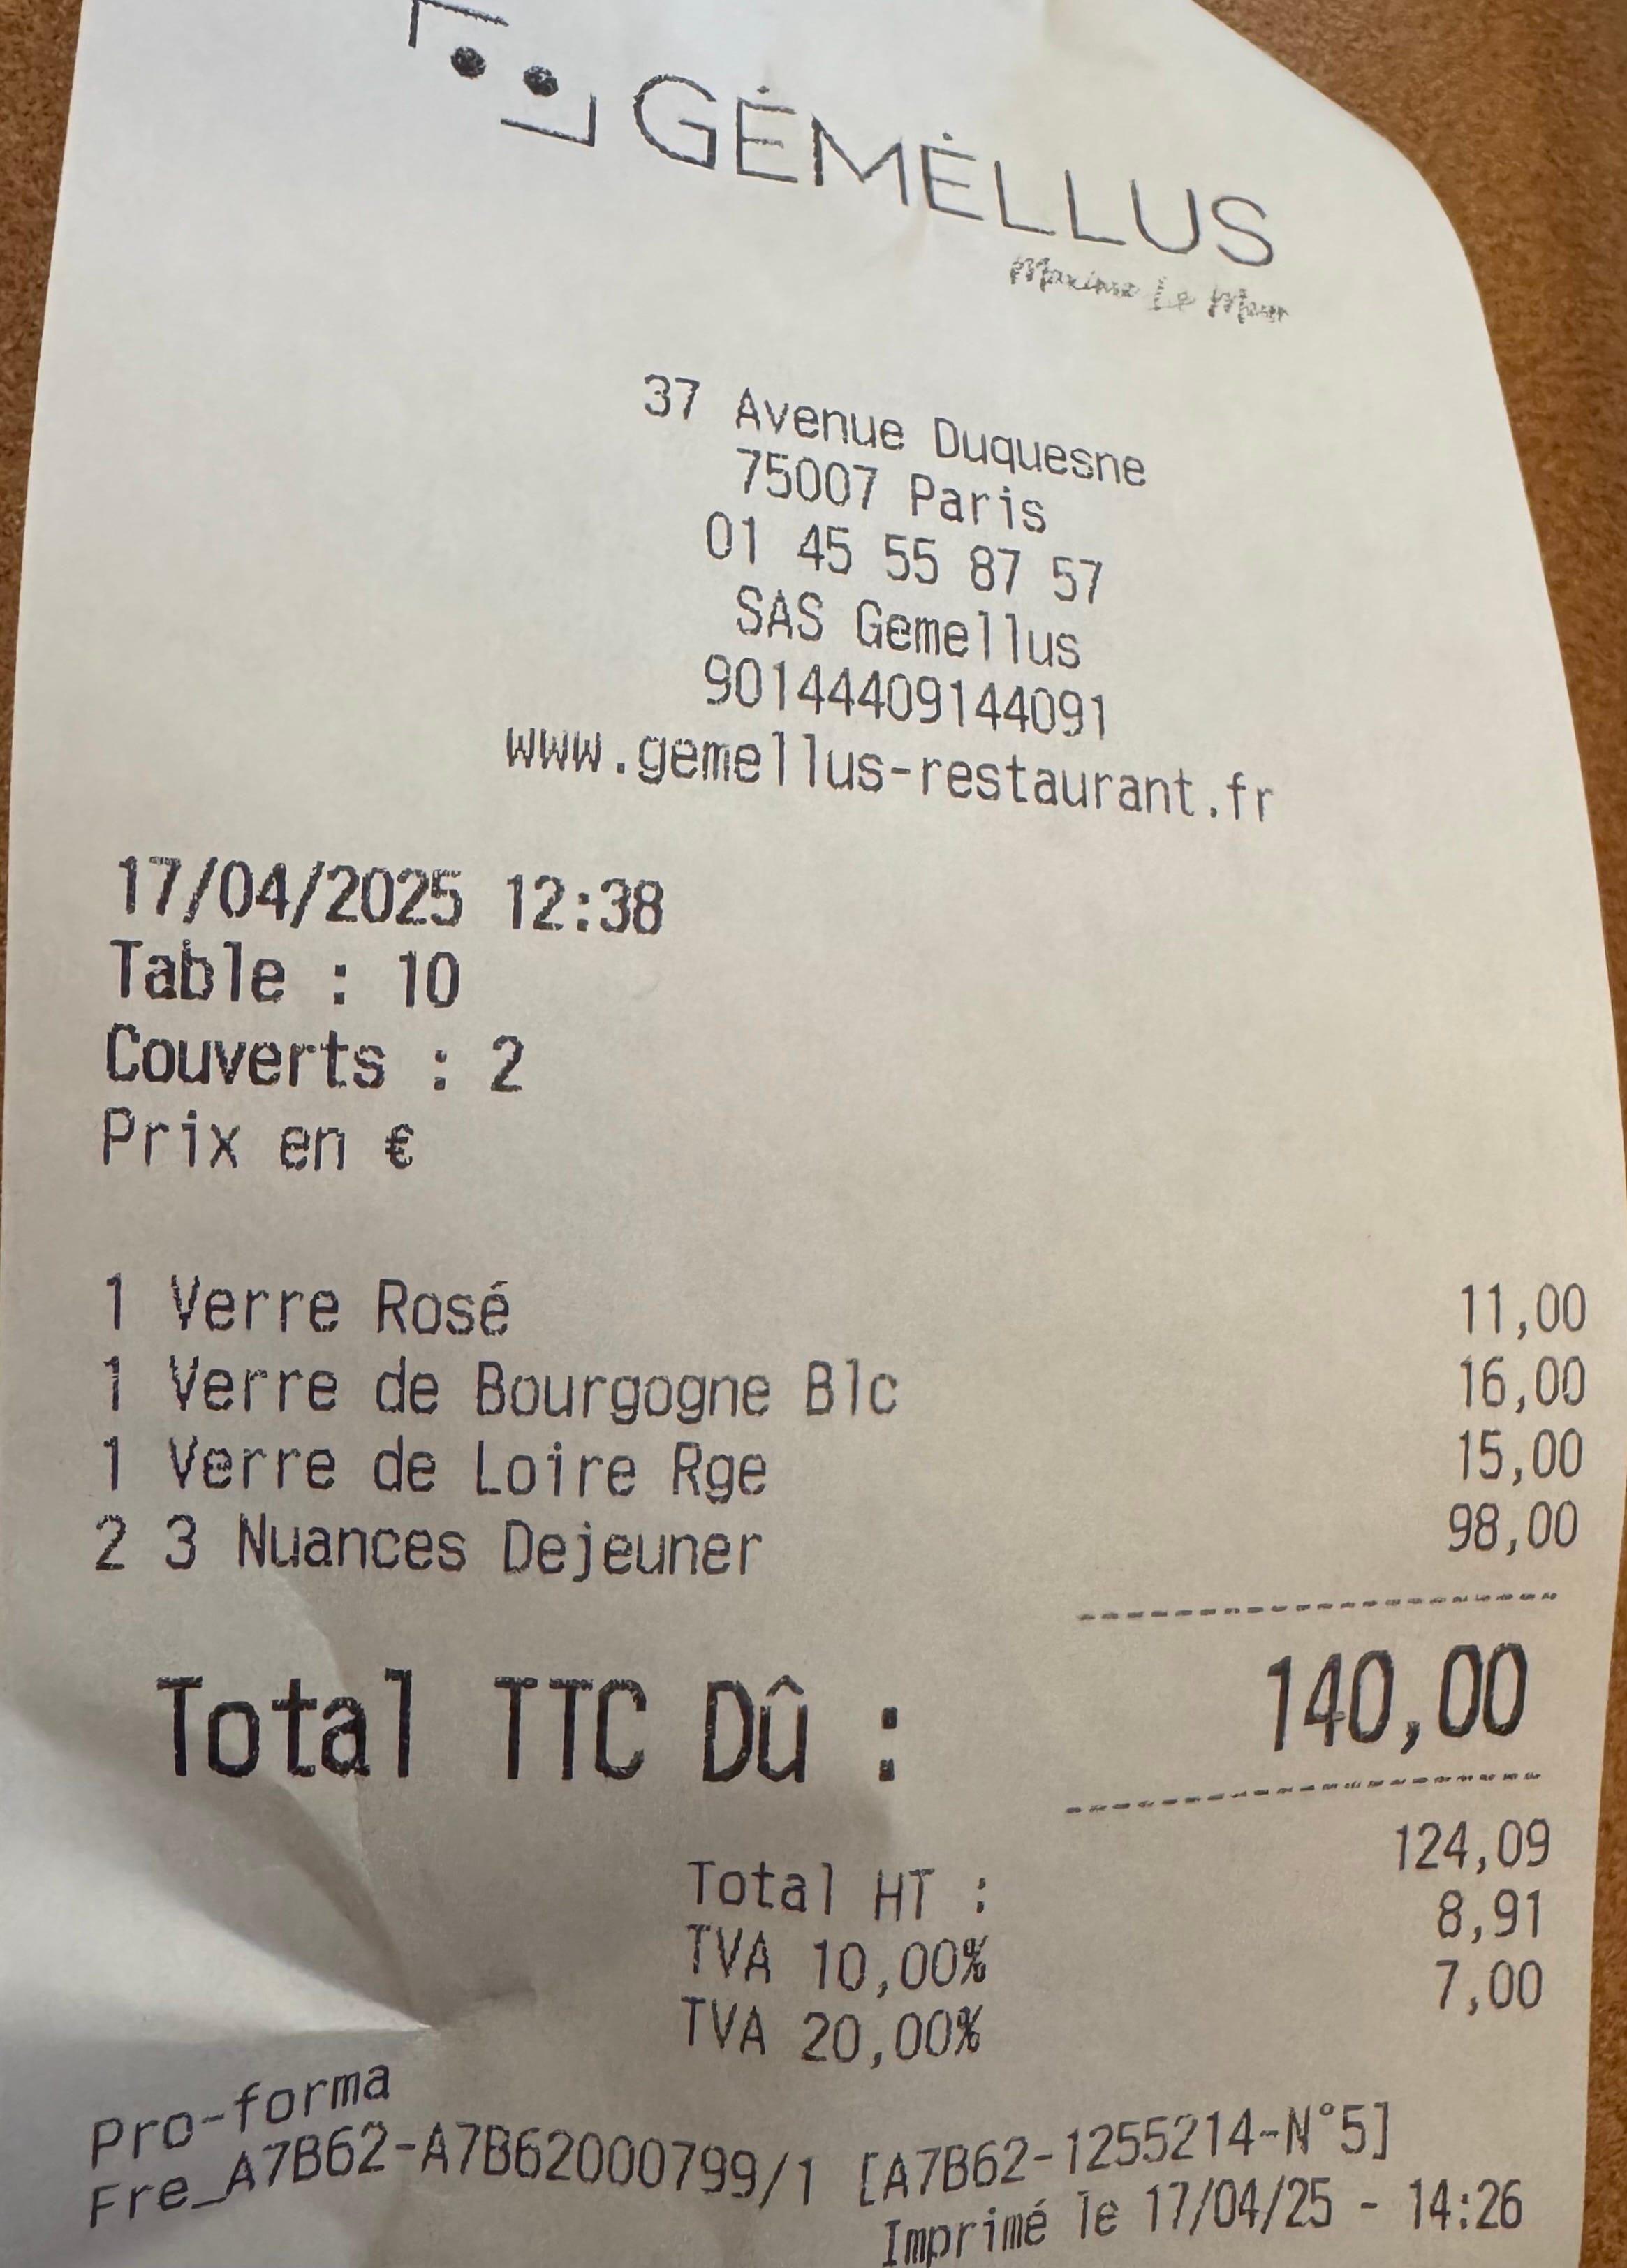 GĖMĖLLUS
Maxime Le
37 Avenue Duquesne
75007 Paris
01 45 55 87 57
SAS Gemellus
90144409144091
www.gemellus-restaurant.fr
17/04/2025 12:38
Table : 10
Couverts : 2
Prix en €
1 Verre Rosé 11,00
1 Verre de Bourgogne Blc 16,00
1 Verre de Loire Rge 15,00
2 3 Nuances Dejeuner 98,00
Total TTC Dû : 140,00
Total HT : 124,09
TVA 10,00% 8,91
TVA 20,00% 7,00
Pro-forma
Fre_A7B62-A7B62000799/1 [A7B62-1255214-N°5]
Imprimé le 17/04/25 - 14:26